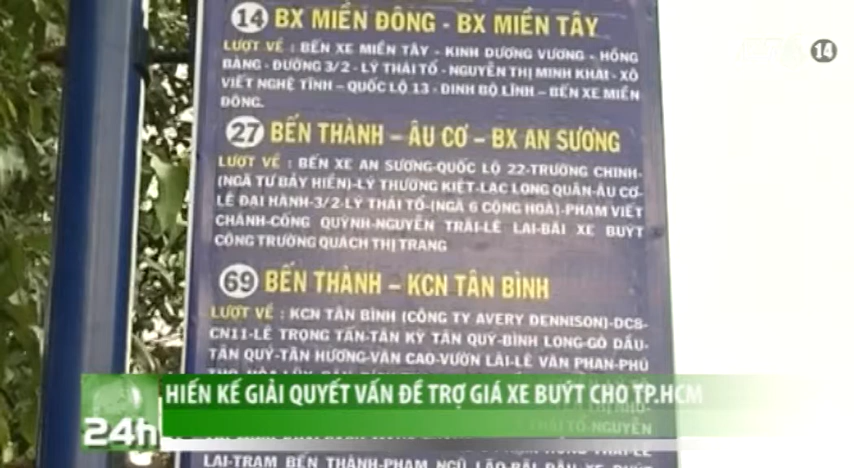 14 BX MIỀN ĐÔNG - BX MIỀN TÂY
14
LƯỢT VỀ : BẾN XE MIỀN TÂY - KINH DƯƠNG VƯƠNG - HỒNG
BÀNG - ĐƯỜNG 3/2 - LÝ THÁI TỔ - NGUYỄN THỊ MINH KHAI - XÔ
VIẾT NGHỆ TĨNH – QUỐC LỘ 13 - ĐINH BỘ LĨNH – BẾN XE MIỀN
ĐÔNG.
27 BẾN THÀNH – ÂU CƠ – BX AN SƯƠNG
LƯỢT VỀ : BẾN XE AN SƯƠNG-QUỐC LỘ 22-TRƯỜNG CHINH-
(NGÃ TƯ BẢY HIỀN)-LÝ THƯỜNG KIỆT-LẠC LONG QUÂN-ÂU CƠ-
LÊ ĐẠI HÀNH-3/2-LÝ THÁI TỔ-(NGÃ 6 CỘNG HOÀ)-PHẠM VIẾT
CHÁNH-CỐNG QUỲNH-NGUYỄN TRÃI-LÊ LAI-BÃI XE BUÝT
CÔNG TRƯỜNG QUÁCH THỊ TRANG
69 BẾN THÀNH – KCN TÂN BÌNH
LƯỢT VỀ : KCN TÂN BÌNH (CÔNG TY AVERY DENNISON)-DC8-
CN11-LÊ TRỌNG TẤN-TÂN KỲ TÂN QUÝ-BÌNH LONG-GÒ DẦU-
TÂN QUÝ-TÂN HƯƠNG-VĂN CAO-VƯỜN LÀI-LÊ VĂN PHAN-PHÚ
HIẾN KẾ GIẢI QUYẾT VẤN ĐỀ TRỢ GIÁ XE BUÝT CHO TP.HCM
24h
THÁI TỔ-NGUYỄN
LAI-TRẠM BẾN THÀNH-PHẠM NGŨ LÃO-BÃI ĐẬU XE BUÝT